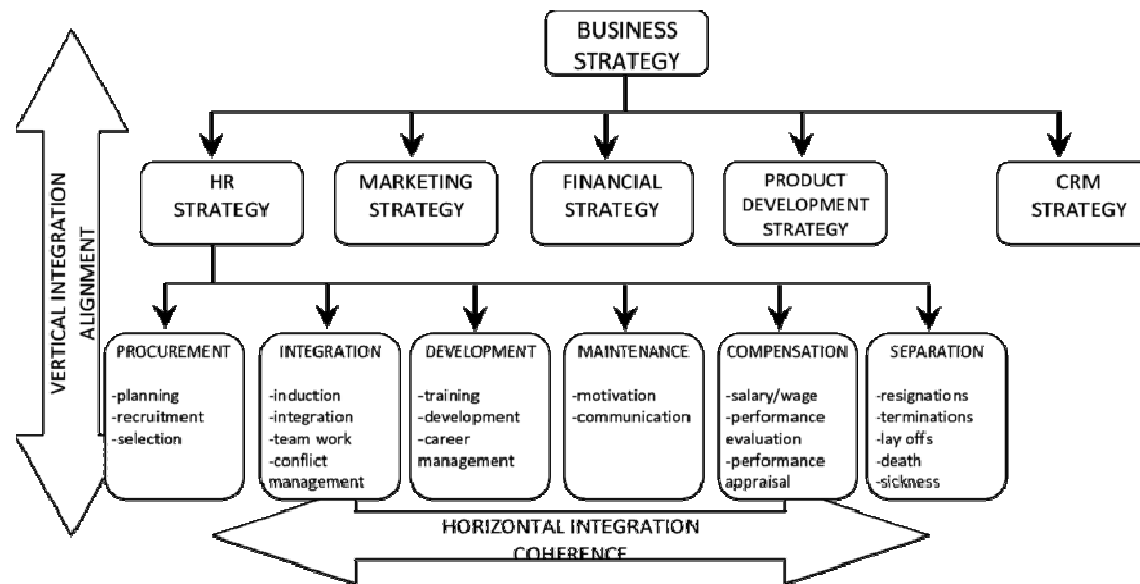 BUSINESS
STRATEGY
HR
STRATEGY
MARKETING
STRATEGY
FINANCIAL
STRATEGY
PRODUCT
DEVELOPMENT
STRATEGY
CRM
STRATEGY
VERTICAL INTEGRATION
ALIGNMENT
PROCUREMENT
-planning
-recruitment
-selection
INTEGRATION
-induction
-integration
-team work
-conflict
management
DEVELOPMENT
-training
-development
-career
management
MAINTENANCE
-motivation
-communication
COMPENSATION
-salary/wage
-performance
evaluation
-performance
appraisal
SEPARATION
-resignations
-terminations
-lay offs
-death
-sickness
HORIZONTAL INTEGRATION
COHERENCE